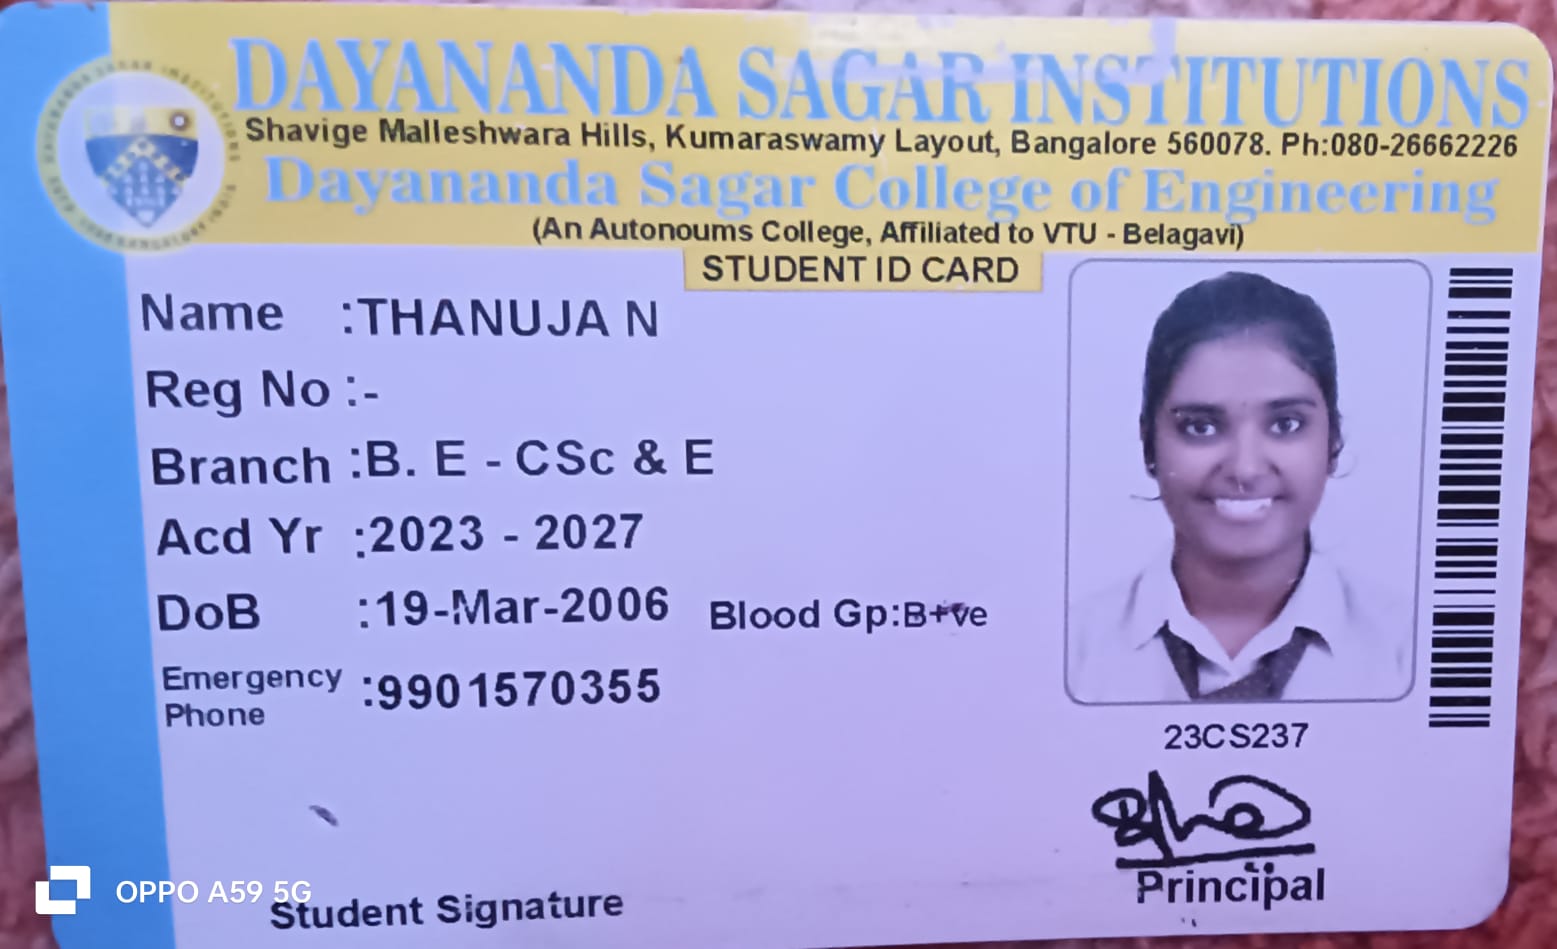 DAYANANDA SAGAR INSTITUTIONS
Shavige Malleshwara Hills, Kumaraswamy Layout, Bangalore 560078. Ph:080-26662226
Dayananda Sagar College of Engineering
(An Autonoums College, Affiliated to VTU - Belagavi)
STUDENT ID CARD
Name :THANUJA N
Reg No :-
Branch :B. E - CSc & E
Acd Yr :2023 - 2027
DoB :19-Mar-2006 Blood Gp:B+ve
Emergency Phone :9901570355
23CS237
Principal
Student Signature
OPPO A59 5G